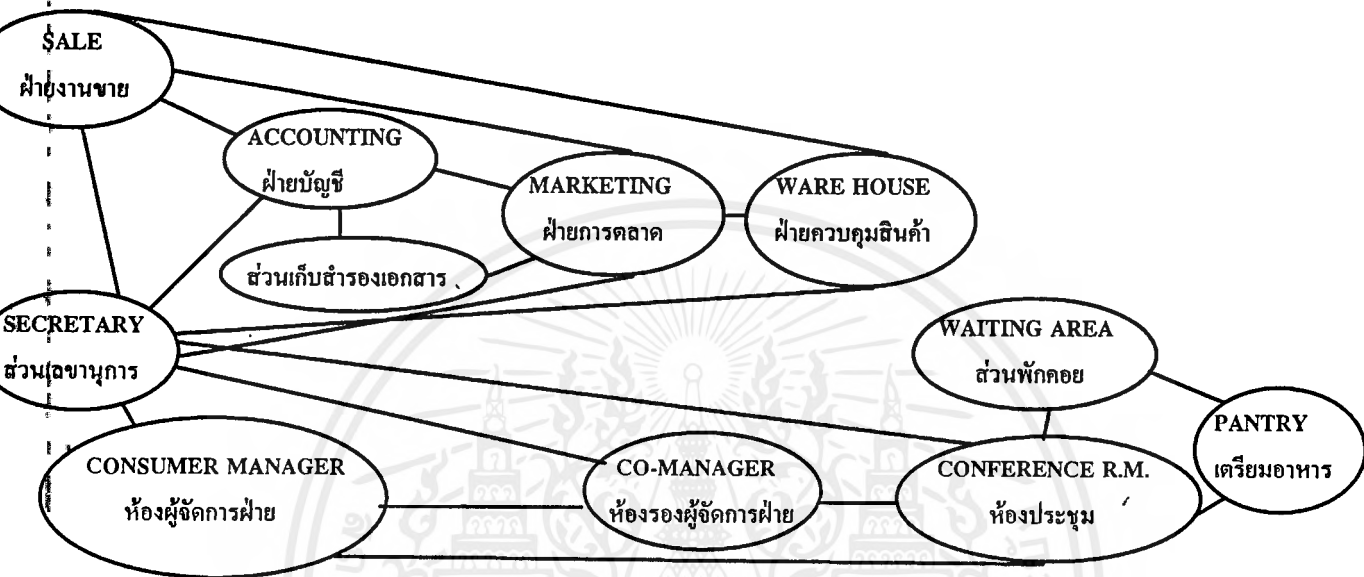 SALE
ฝ่ายงานขาย
ACCOUNTING
ฝ่ายบัญชี
MARKETING
ฝ่ายการตลาด
WARE HOUSE
ฝ่ายควบคุมสินค้า
ส่วนเก็บสำรองเอกสาร
SECRETARY
ส่วนเลขานุการ
WAITING AREA
ส่วนพักคอย
PANTRY
เตรียมอาหาร
CONSUMER MANAGER
ห้องผู้จัดการฝ่าย
CO-MANAGER
ห้องรองผู้จัดการฝ่าย
CONFERENCE R.M.
ห้องประชุม